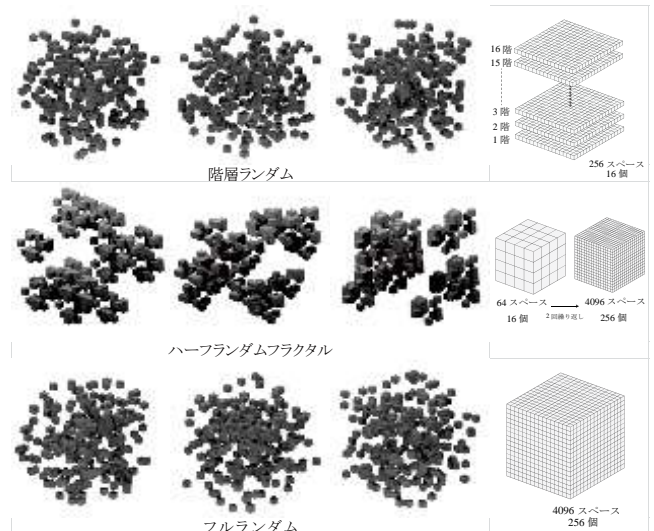 16 階
15 階
3 階
2 階
1 階
256 スペース
16 個
階層ランダム
64 スペース
4096 スペース
16 個
2 回繰り返し
256 個
ハーフランダムフラクタル
4096 スペース
256 個
フルランダム